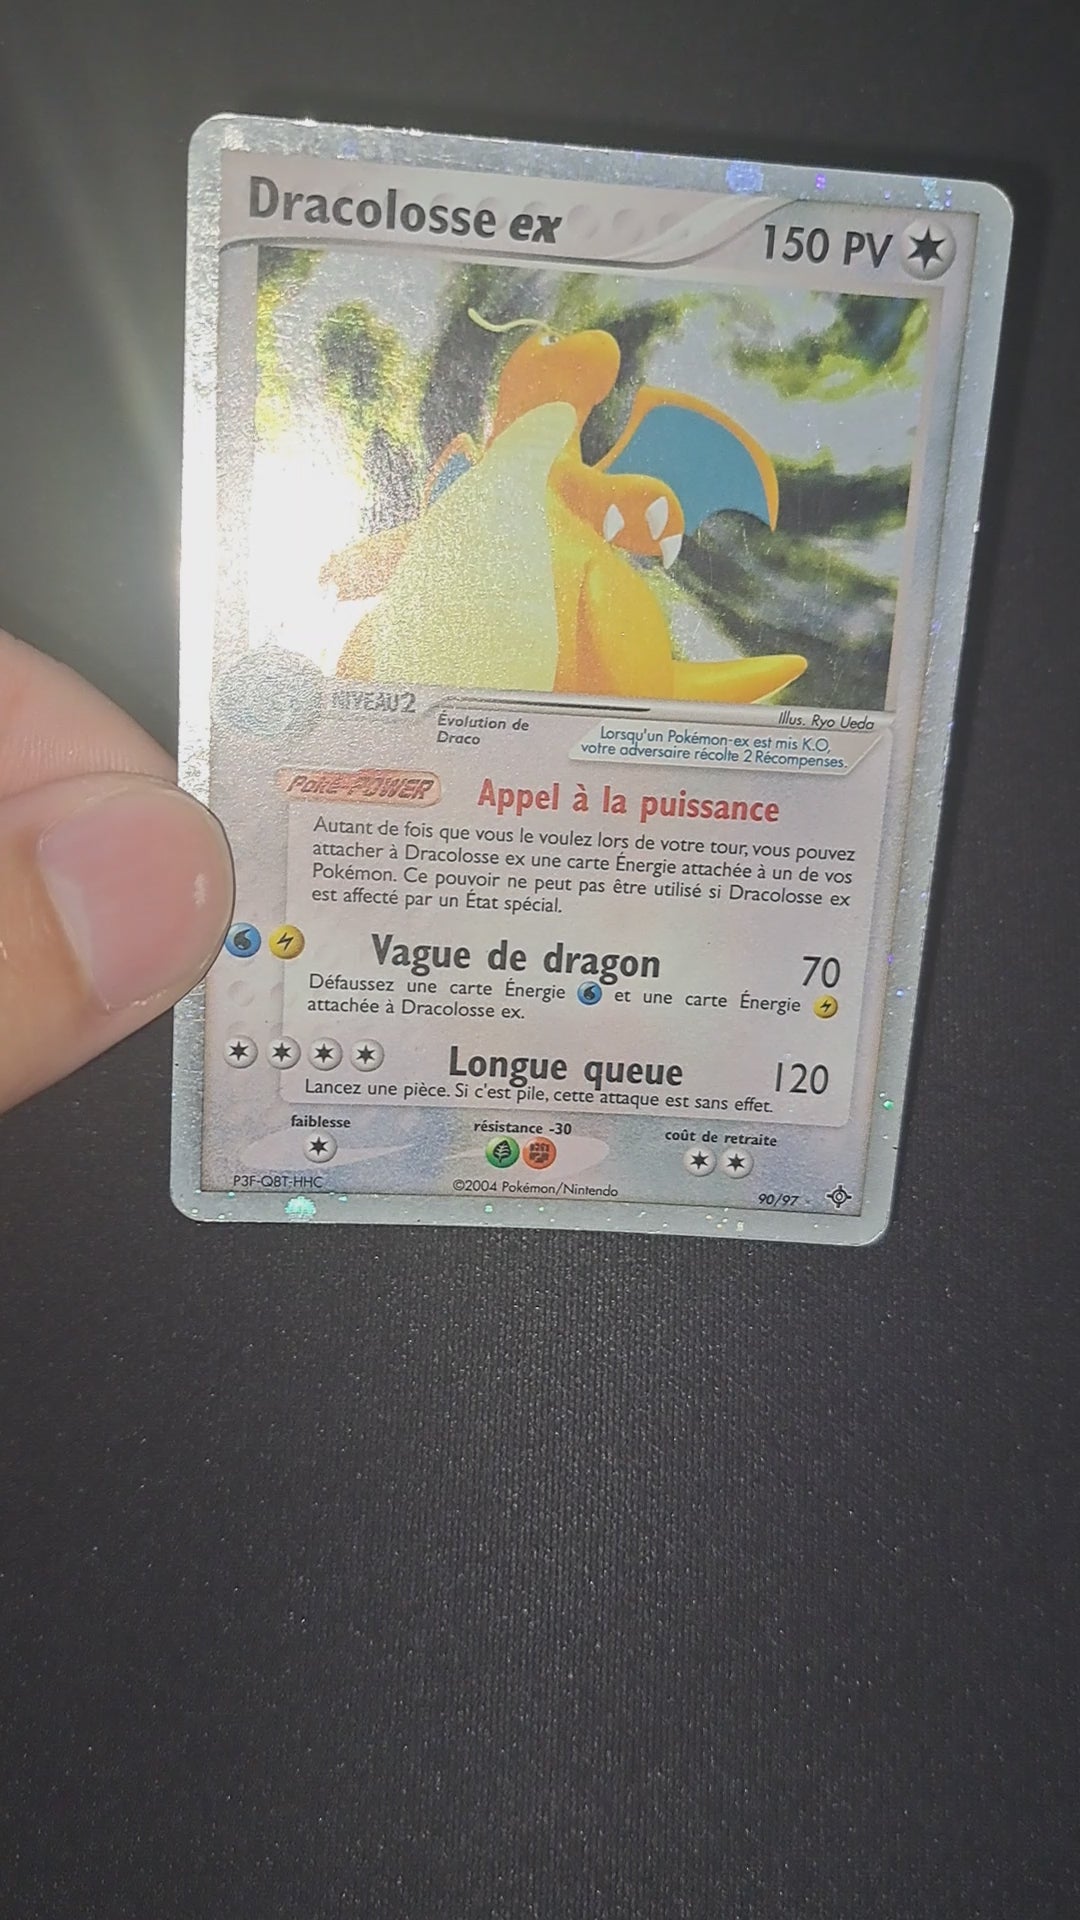 Dracolosse ex
150 PV
NIVEAU 2
Évolution de
Draco
Illus. Ryo Ueda
Lorsqu'un Pokémon-ex est mis K.O,
votre adversaire récolte 2 Récompenses.
Poké-POWER
Appel à la puissance
Autant de fois que vous le voulez lors de votre tour, vous pouvez
attacher à Dracolosse ex une carte Énergie attachée à un de vos
Pokémon. Ce pouvoir ne peut pas être utilisé si Dracolosse ex
est affecté par un État spécial.
Vague de dragon 70
Défaussez une carte Énergie et une carte Énergie
attachée à Dracolosse ex.
Longue queue 120
Lancez une pièce. Si c'est pile, cette attaque est sans effet.
faiblesse
résistance -30
coût de retraite
P3F-QBT-HHC
©2004 Pokémon/Nintendo
90/97